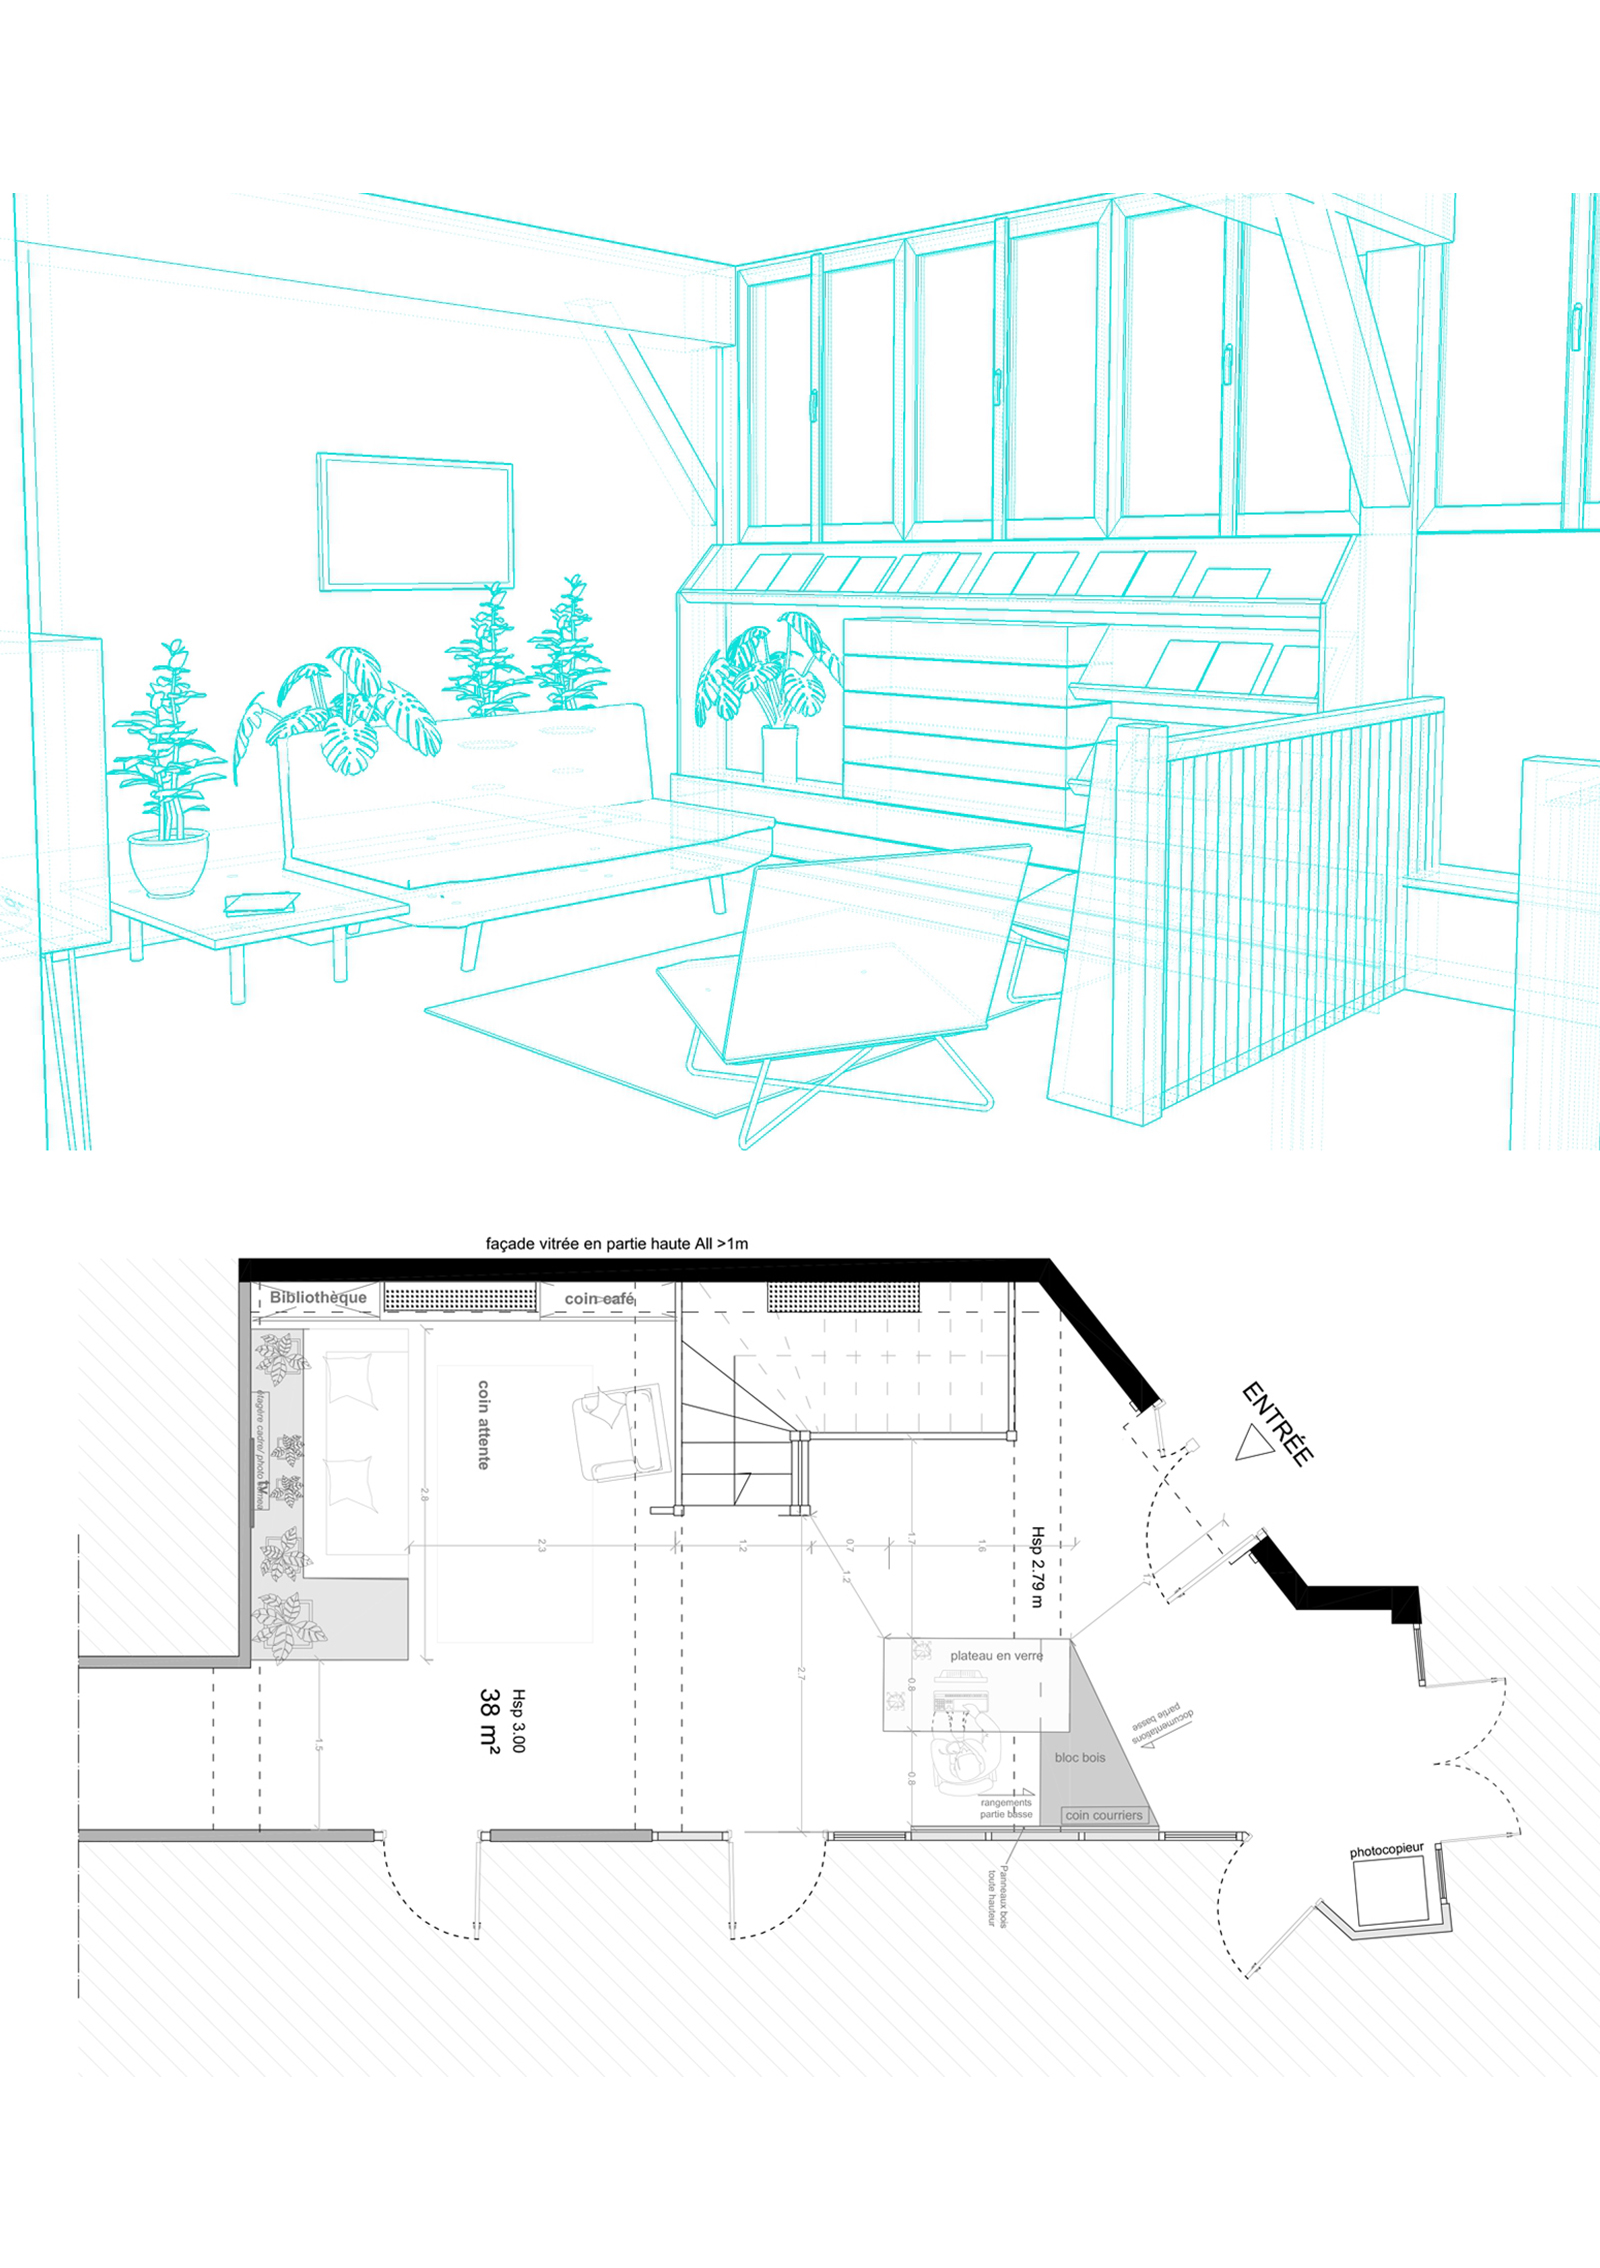 façade vitrée en partie haute All >1m
Bibliothèque
coin café
étagère cadre/ photo
tv
coin attente
ENTRÉE
2.8
2.3
1.2
0.7
1.7
1.6
1.2
1.7
Hsp 2.79 m
plateau en verre
0.8
2.7
documentations
partie basse
Hsp 3.00
38 m²
1.5
bloc bois
0.8
rangements
partie basse
coin courriers
photocopieur
Panneaux bois
toute hauteur